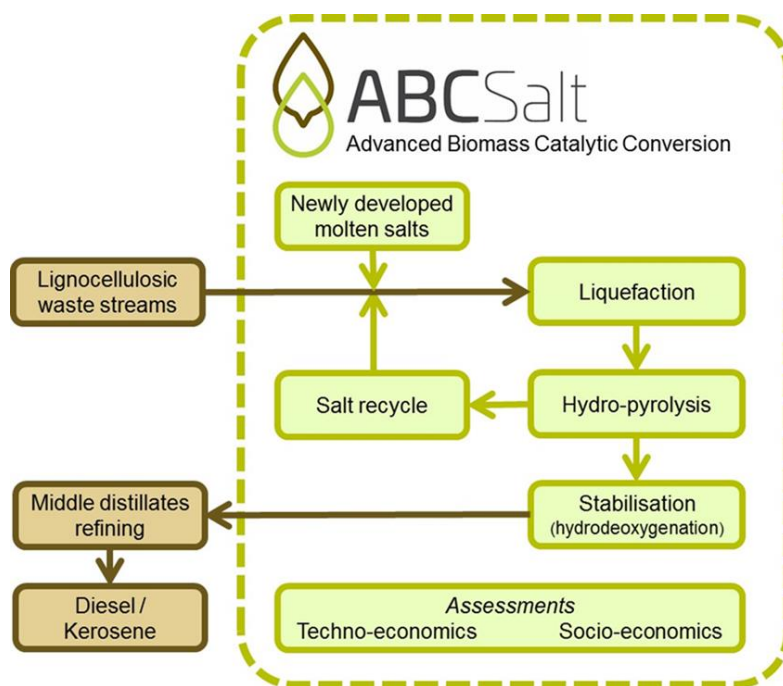 ABCSalt
Advanced Biomass Catalytic Conversion
Newly developed
molten salts
Lignocellulosic
waste streams
Liquefaction
Salt recycle
Hydro-pyrolysis
Middle distillates
refining
Stabilisation
(hydrodeoxygenation)
Diesel /
Kerosene
Assessments
Techno-economics Socio-economics